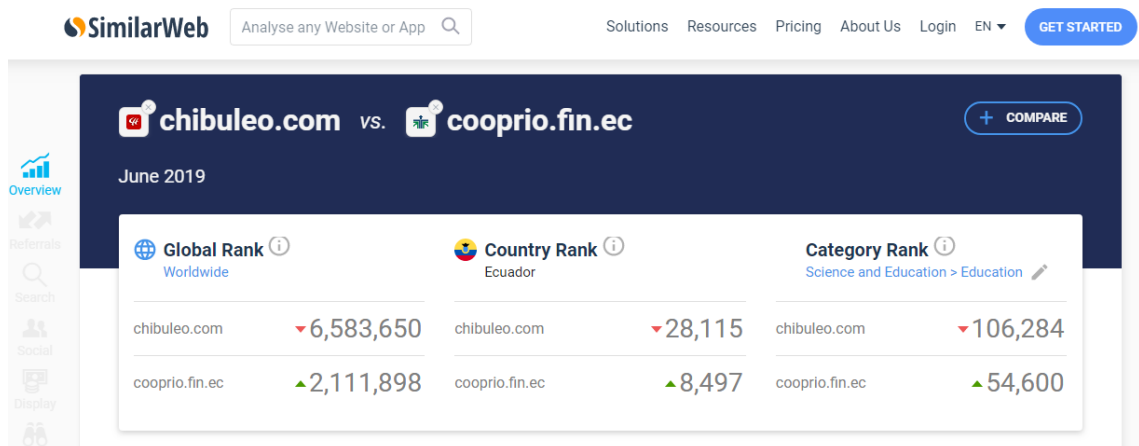 SimilarWeb
Analyse any Website or App
Solutions Resources Pricing About Us Login EN GET STARTED
chibuleo.com vs. cooprio.fin.ec
+ COMPARE
June 2019
Overview
Referrals
Search
Social
Display
Global Rank
Worldwide
chibuleo.com 6,583,650
cooprio.fin.ec 2,111,898
Country Rank
Ecuador
chibuleo.com 28,115
cooprio.fin.ec 8,497
Category Rank
Science and Education > Education
chibuleo.com 106,284
cooprio.fin.ec 54,600